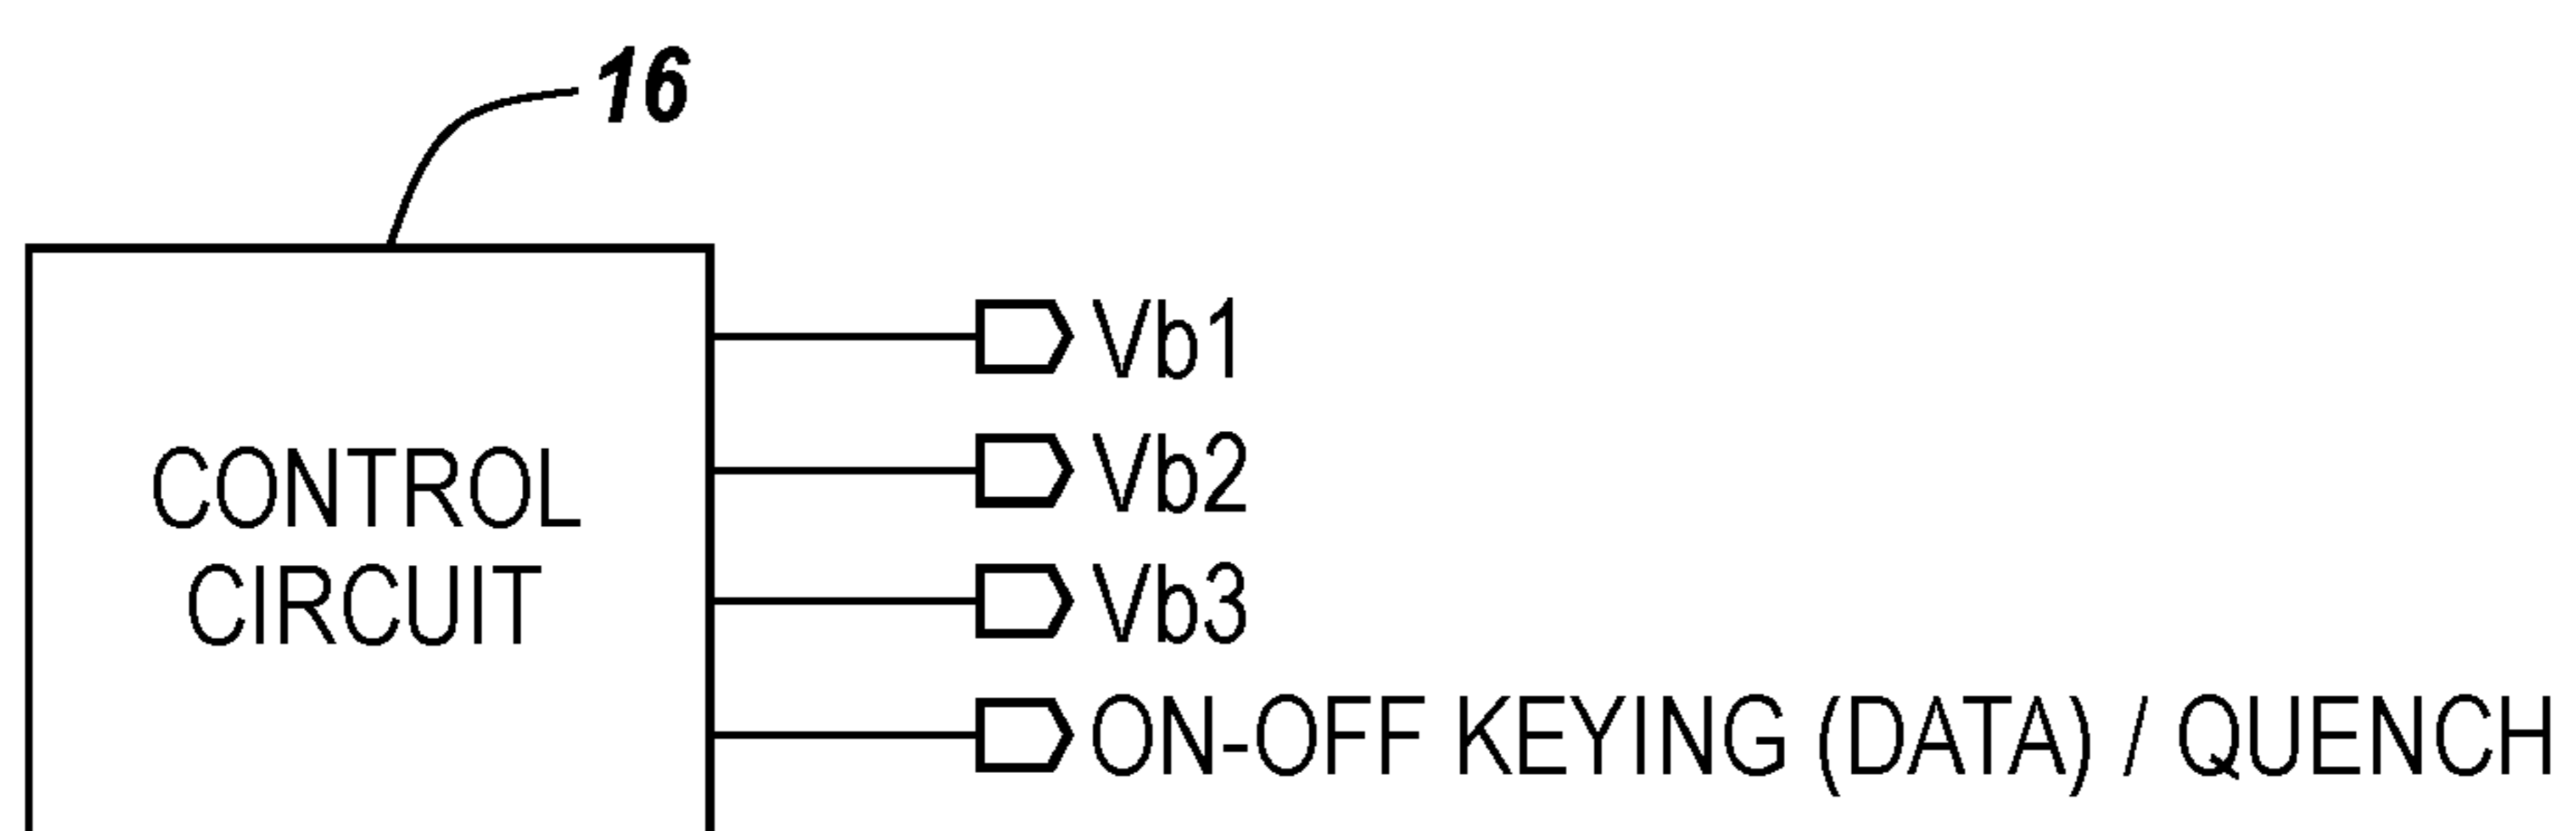 16
Vb1
Vb2
CONTROL
CIRCUIT
Vb3
ON-OFF KEYING (DATA) / QUENCH